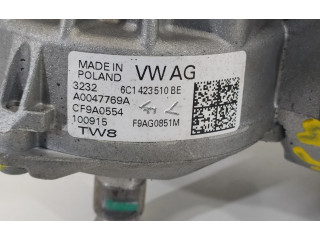 MADE IN POLAND VW AG
3232 6C1 423 510 BE
A0047769A
CF9A0554
100915 F9AG0851M
TW8